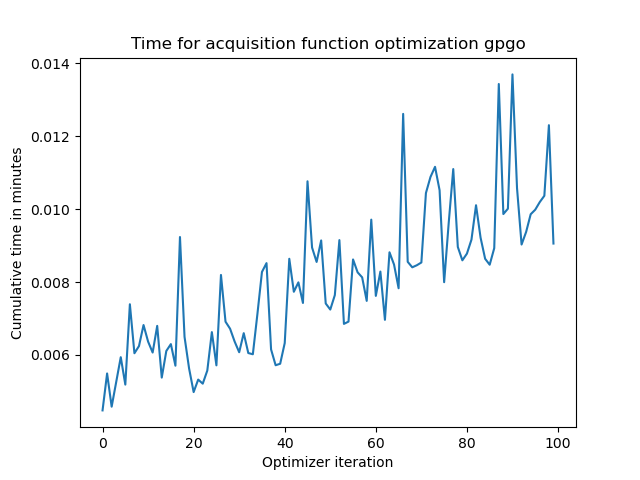 Time for acquisition function optimization gpgo
Cumulative time in minutes
0.014
0.012
0.010
0.008
0.006
0 20 40 60 80 100
Optimizer iteration